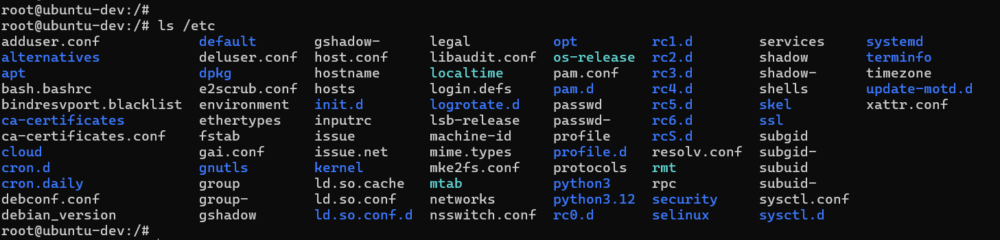 root@ubuntu-dev:/#
root@ubuntu-dev:/# ls /etc
adduser.conf default gshadow- legal opt rc1.d services systemd
alternatives deluser.conf host.conf libaudit.conf os-release rc2.d shadow terminfo
apt dpkg hostname localtime pam.conf rc3.d shadow- timezone
bash.bashrc e2scrub.conf hosts login.defs pam.d rc4.d shells update-motd.d
bindresvport.blacklist environment init.d logrotate.d passwd rc5.d skel xattr.conf
ca-certificates ethertypes inputrc lsb-release passwd- rc6.d ssl
ca-certificates.conf fstab issue machine-id profile rcS.d subgid
cloud gai.conf issue.net mime.types profile.d resolv.conf subgid-
cron.d gnutls kernel mke2fs.conf protocols rmt subuid
cron.daily group ld.so.cache mtab python3 rpc subuid-
debconf.conf group- ld.so.conf networks python3.12 security sysctl.conf
debian_version gshadow ld.so.conf.d nsswitch.conf rc0.d selinux sysctl.d
root@ubuntu-dev:/#